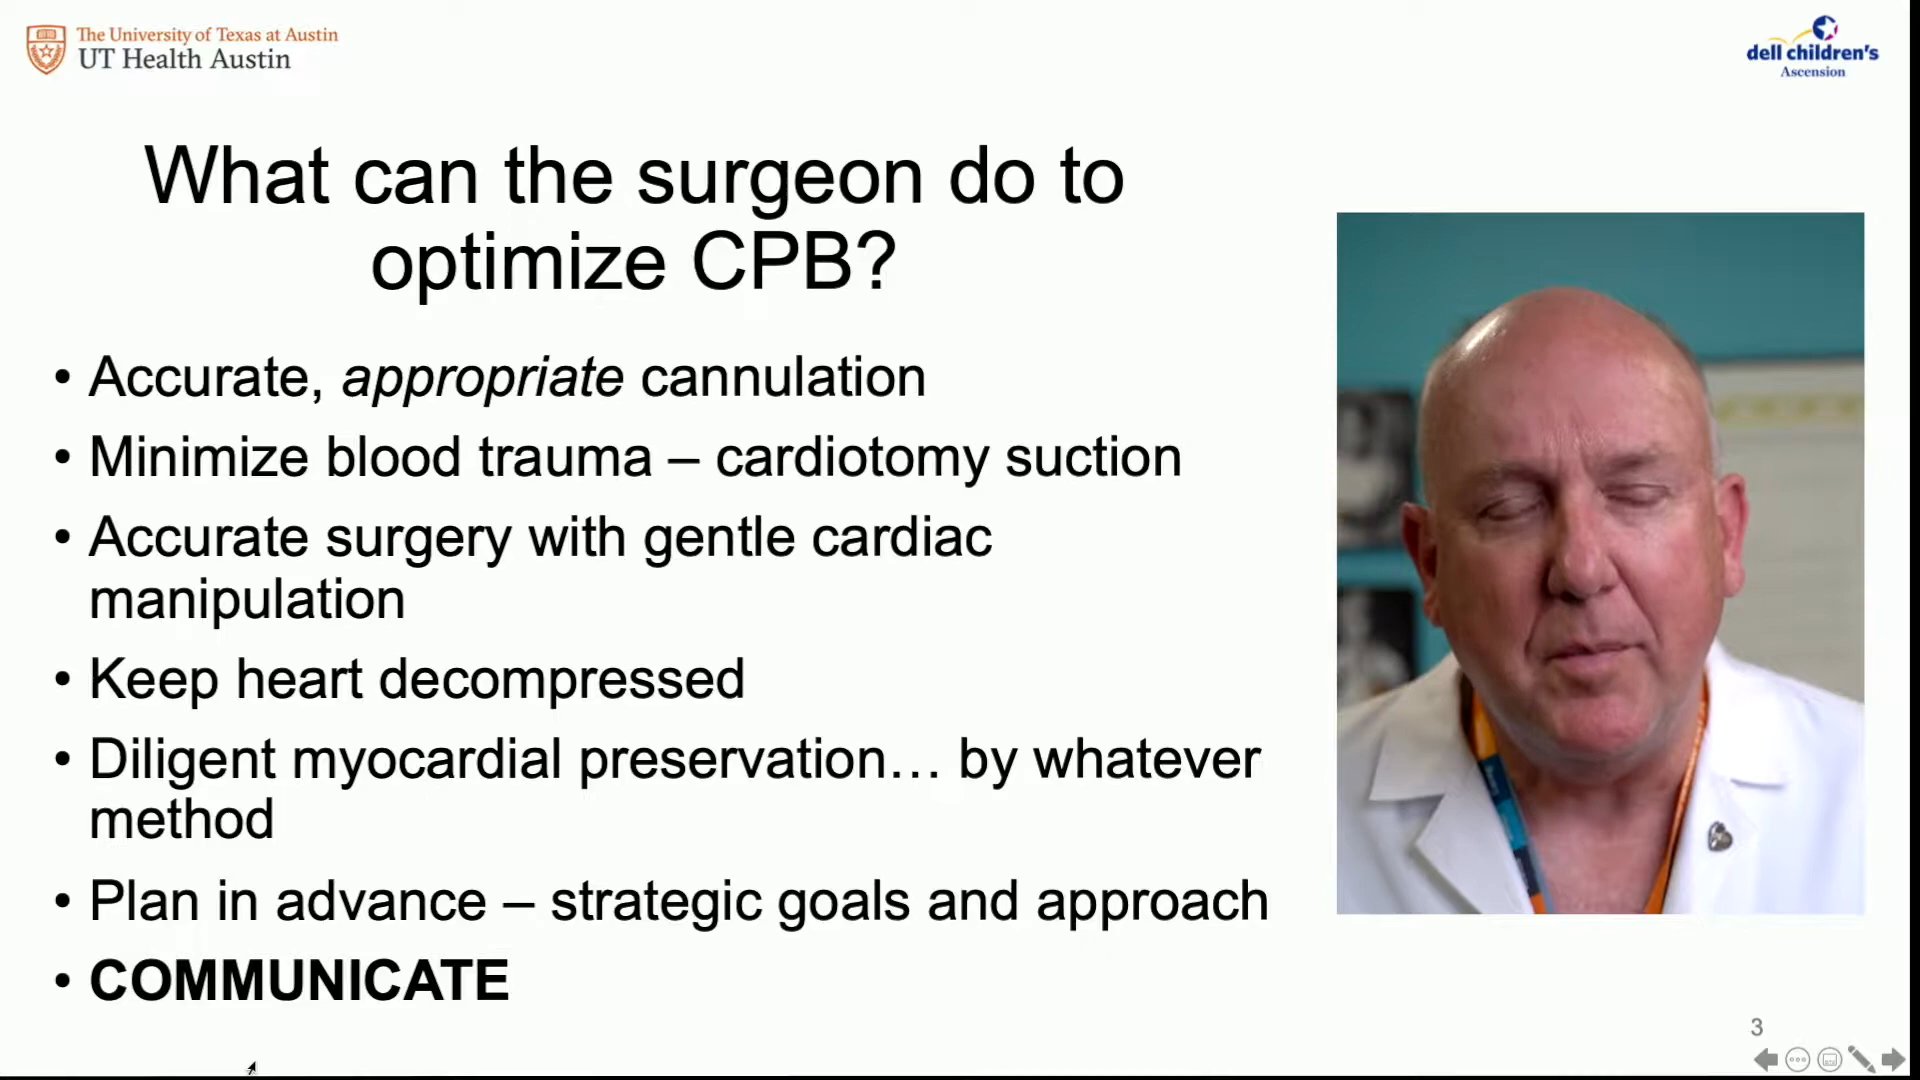 The University of Texas at Austin
UT Health Austin
dell children's
Ascension
What can the surgeon do to
optimize CPB?
• Accurate, appropriate cannulation
• Minimize blood trauma – cardiotomy suction
• Accurate surgery with gentle cardiac
manipulation
• Keep heart decompressed
• Diligent myocardial preservation… by whatever
method
• Plan in advance – strategic goals and approach
• COMMUNICATE
3